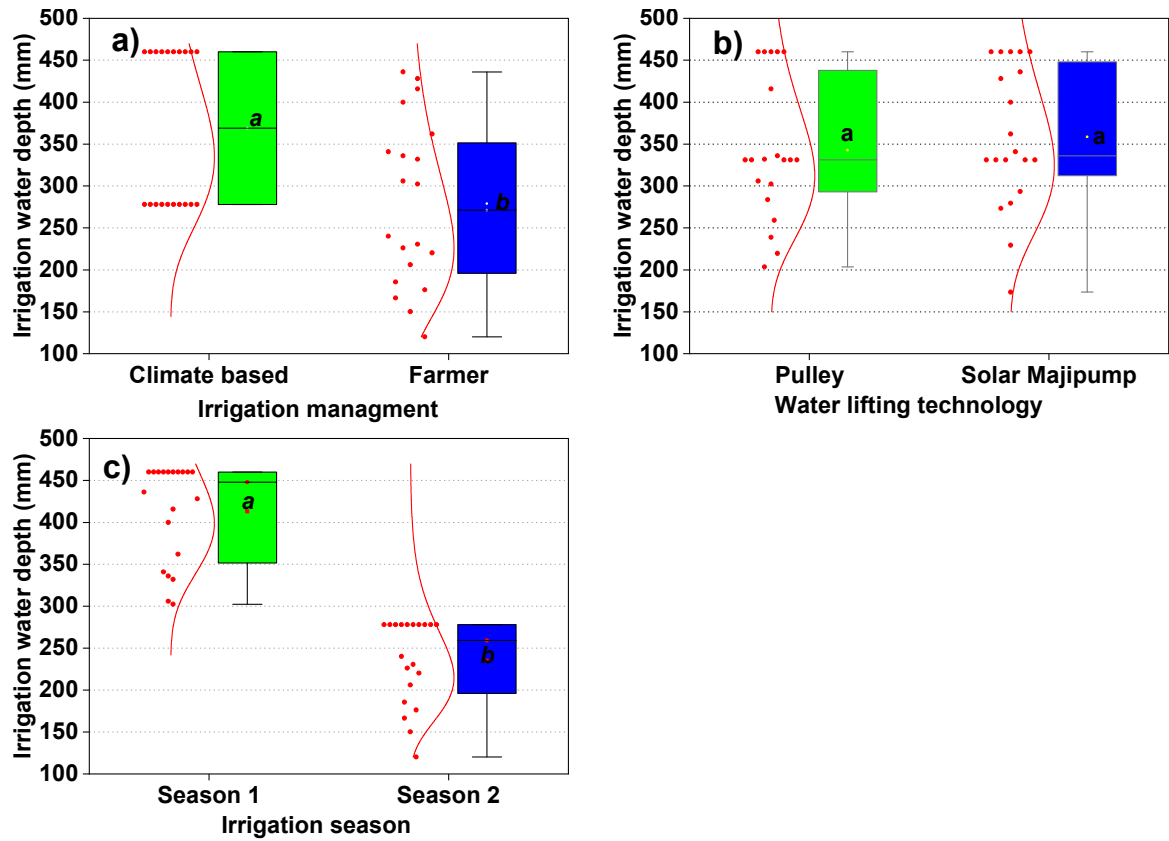 a)
Irrigation water depth (mm)
500
450
400
350
300
250
200
150
100
a
b
Climate based Farmer
Irrigation managment
b)
Irrigation water depth (mm)
500
450
400
350
300
250
200
150
100
a
a
Pulley Solar Majipump
Water lifting technology
c)
Irrigation water depth (mm)
500
450
400
350
300
250
200
150
100
a
b
Season 1 Season 2
Irrigation season